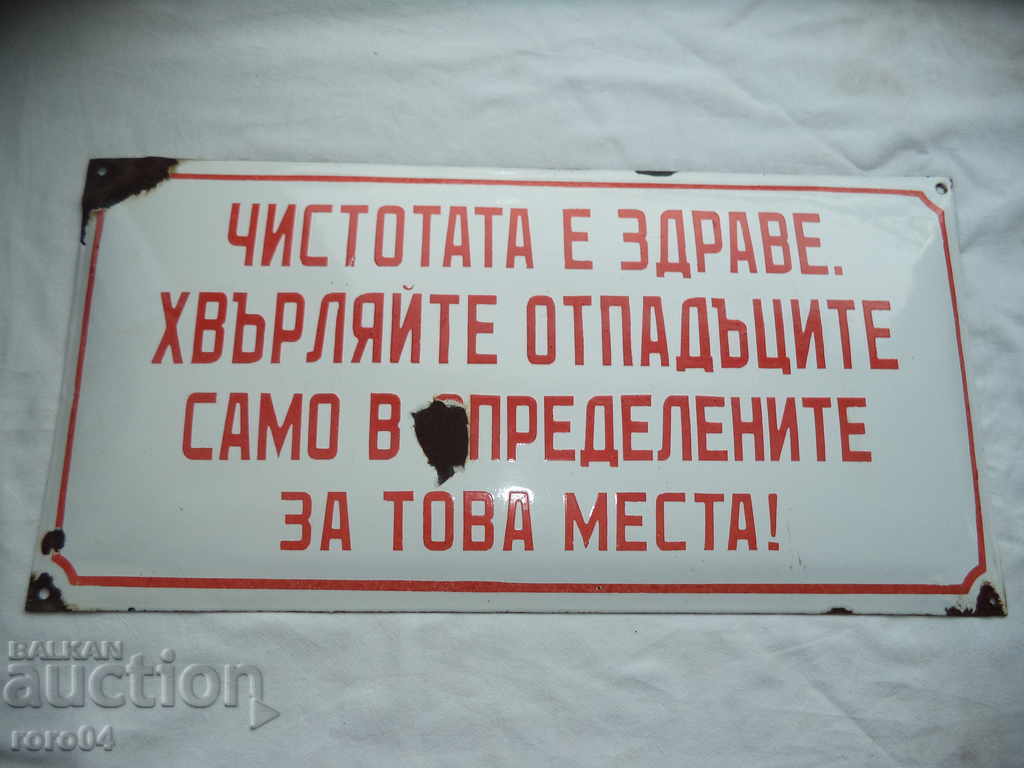 ЧИСТОТАТА Е ЗДРАВЕ.
ХВЪРЛЯЙТЕ ОТПАДЪЦИТЕ
САМО В ОПРЕДЕЛЕНИТЕ
ЗА ТОВА МЕСТА!
BALKAN
auction
roro04